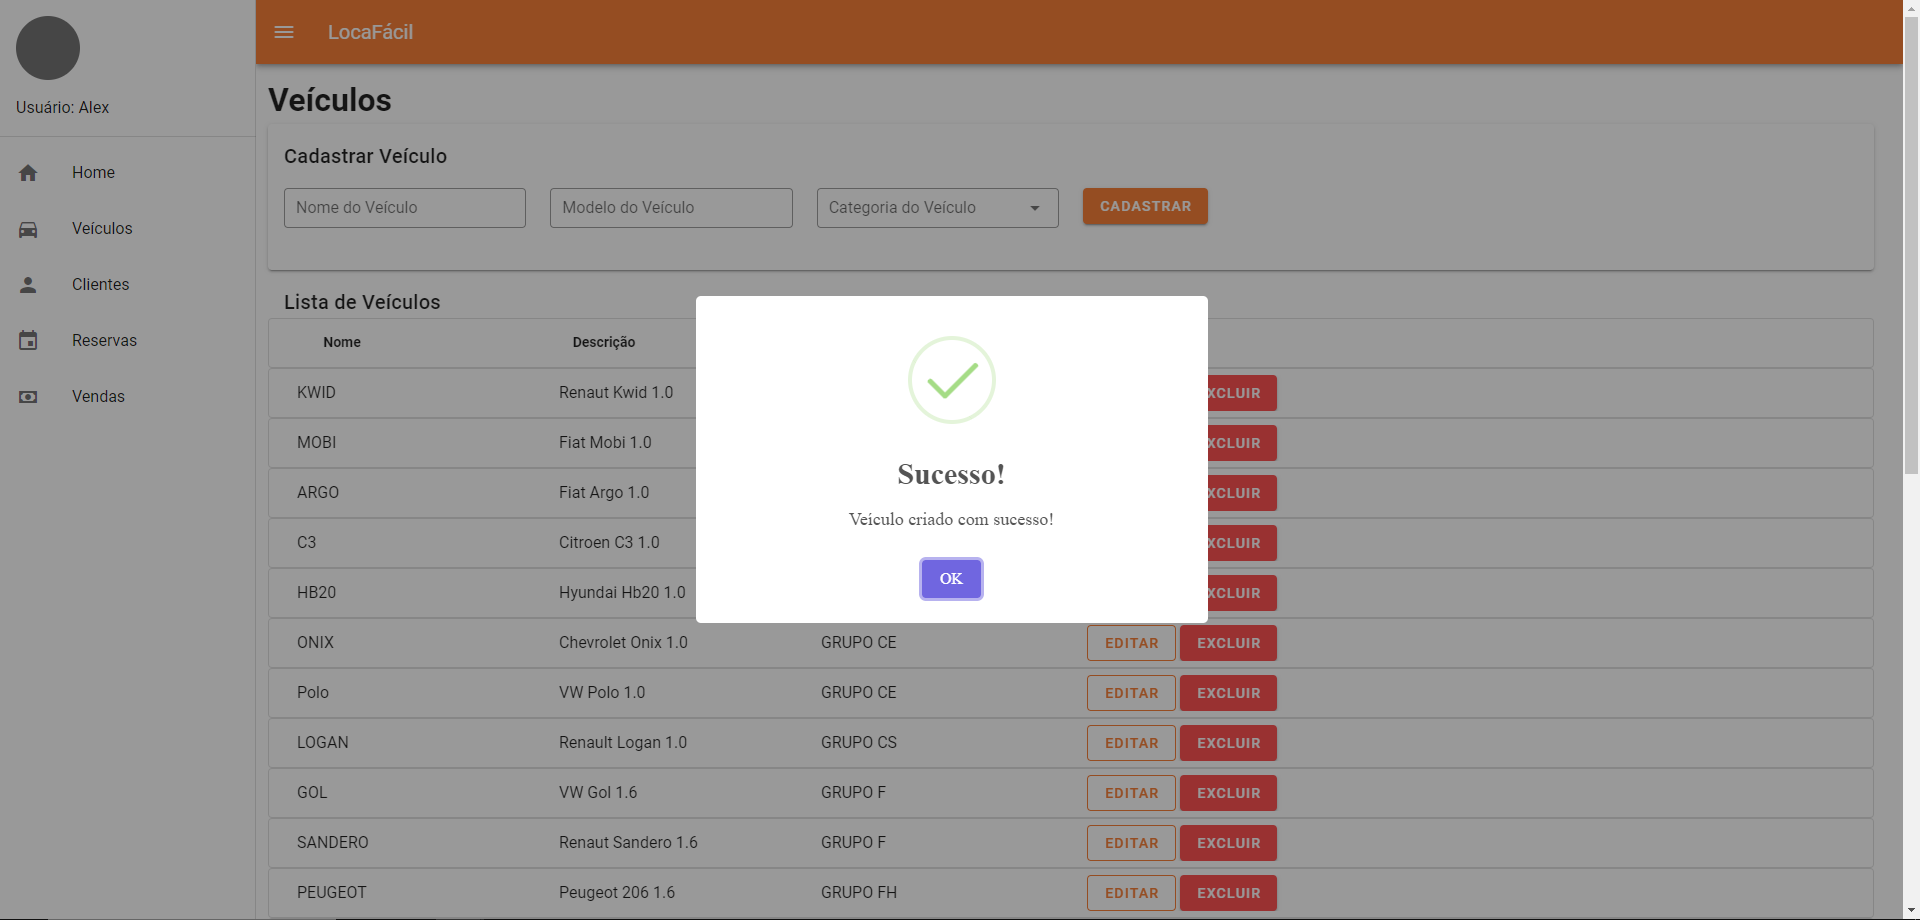 LocaFácil
Usuário: Alex
Home
Veículos
Clientes
Reservas
Vendas
Veículos
Cadastrar Veículo
Nome do Veículo Modelo do Veículo Categoria do Veículo CADASTRAR
Lista de Veículos
Nome Descrição
KWID Renaut Kwid 1.0 XCLUIR
MOBI Fiat Mobi 1.0 XCLUIR
ARGO Fiat Argo 1.0 XCLUIR
C3 Citroen C3 1.0 XCLUIR
HB20 Hyundai Hb20 1.0 XCLUIR
ONIX Chevrolet Onix 1.0 GRUPO CE EDITAR EXCLUIR
Polo VW Polo 1.0 GRUPO CE EDITAR EXCLUIR
LOGAN Renault Logan 1.0 GRUPO CS EDITAR EXCLUIR
GOL VW Gol 1.6 GRUPO F EDITAR EXCLUIR
SANDERO Renaut Sandero 1.6 GRUPO F EDITAR EXCLUIR
PEUGEOT Peugeot 206 1.6 GRUPO FH EDITAR EXCLUIR
Sucesso!
Veículo criado com sucesso!
OK